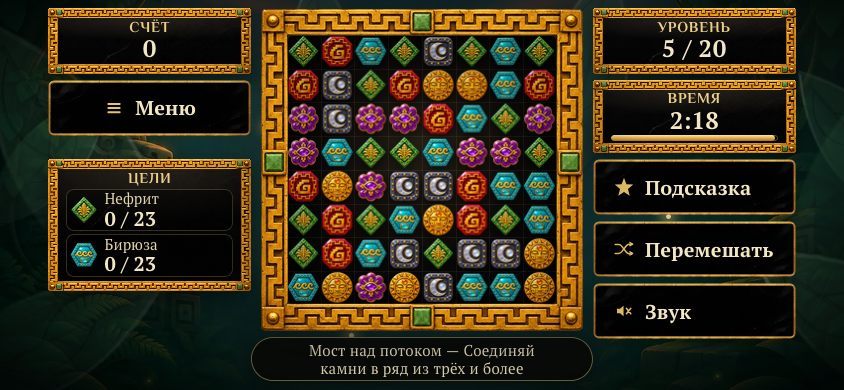 СЧЁТ
0
Меню
ЦЕЛИ
Нефрит
0 / 23
Бирюза
0 / 23
УРОВЕНЬ
5 / 20
ВРЕМЯ
2:18
Подсказка
Перемешать
Звук
Мост над потоком — Соединяй
камни в ряд из трёх и более